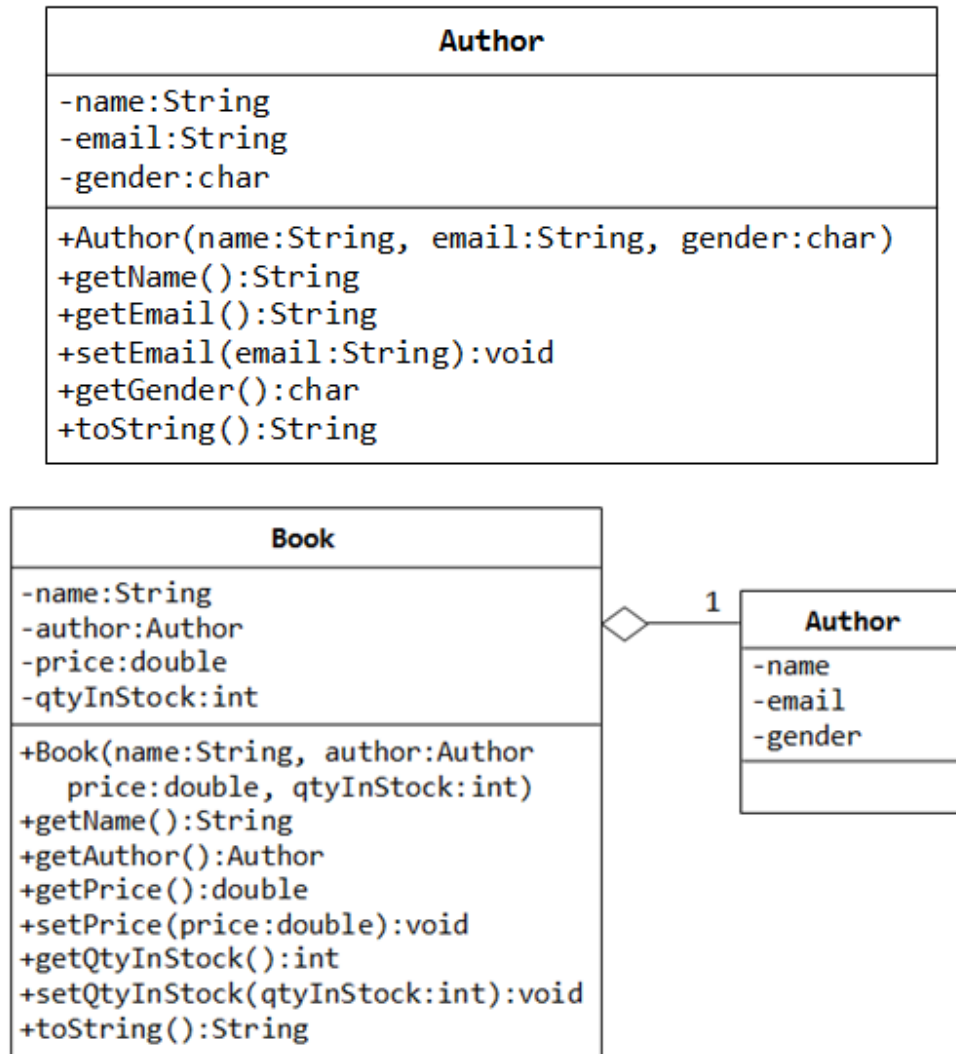 Author
-name:String
-email:String
-gender:char
+Author(name:String, email:String, gender:char)
+getName():String
+getEmail():String
+setEmail(email:String):void
+getGender():char
+toString():String
Book
-name:String
-author:Author
-price:double
-qtyInStock:int
+Book(name:String, author:Author
price:double, qtyInStock:int)
+getName():String
+getAuthor():Author
+getPrice():double
+setPrice(price:double):void
+getQtyInStock():int
+setQtyInStock(qtyInStock:int):void
+toString():String
1
Author
-name
-email
-gender